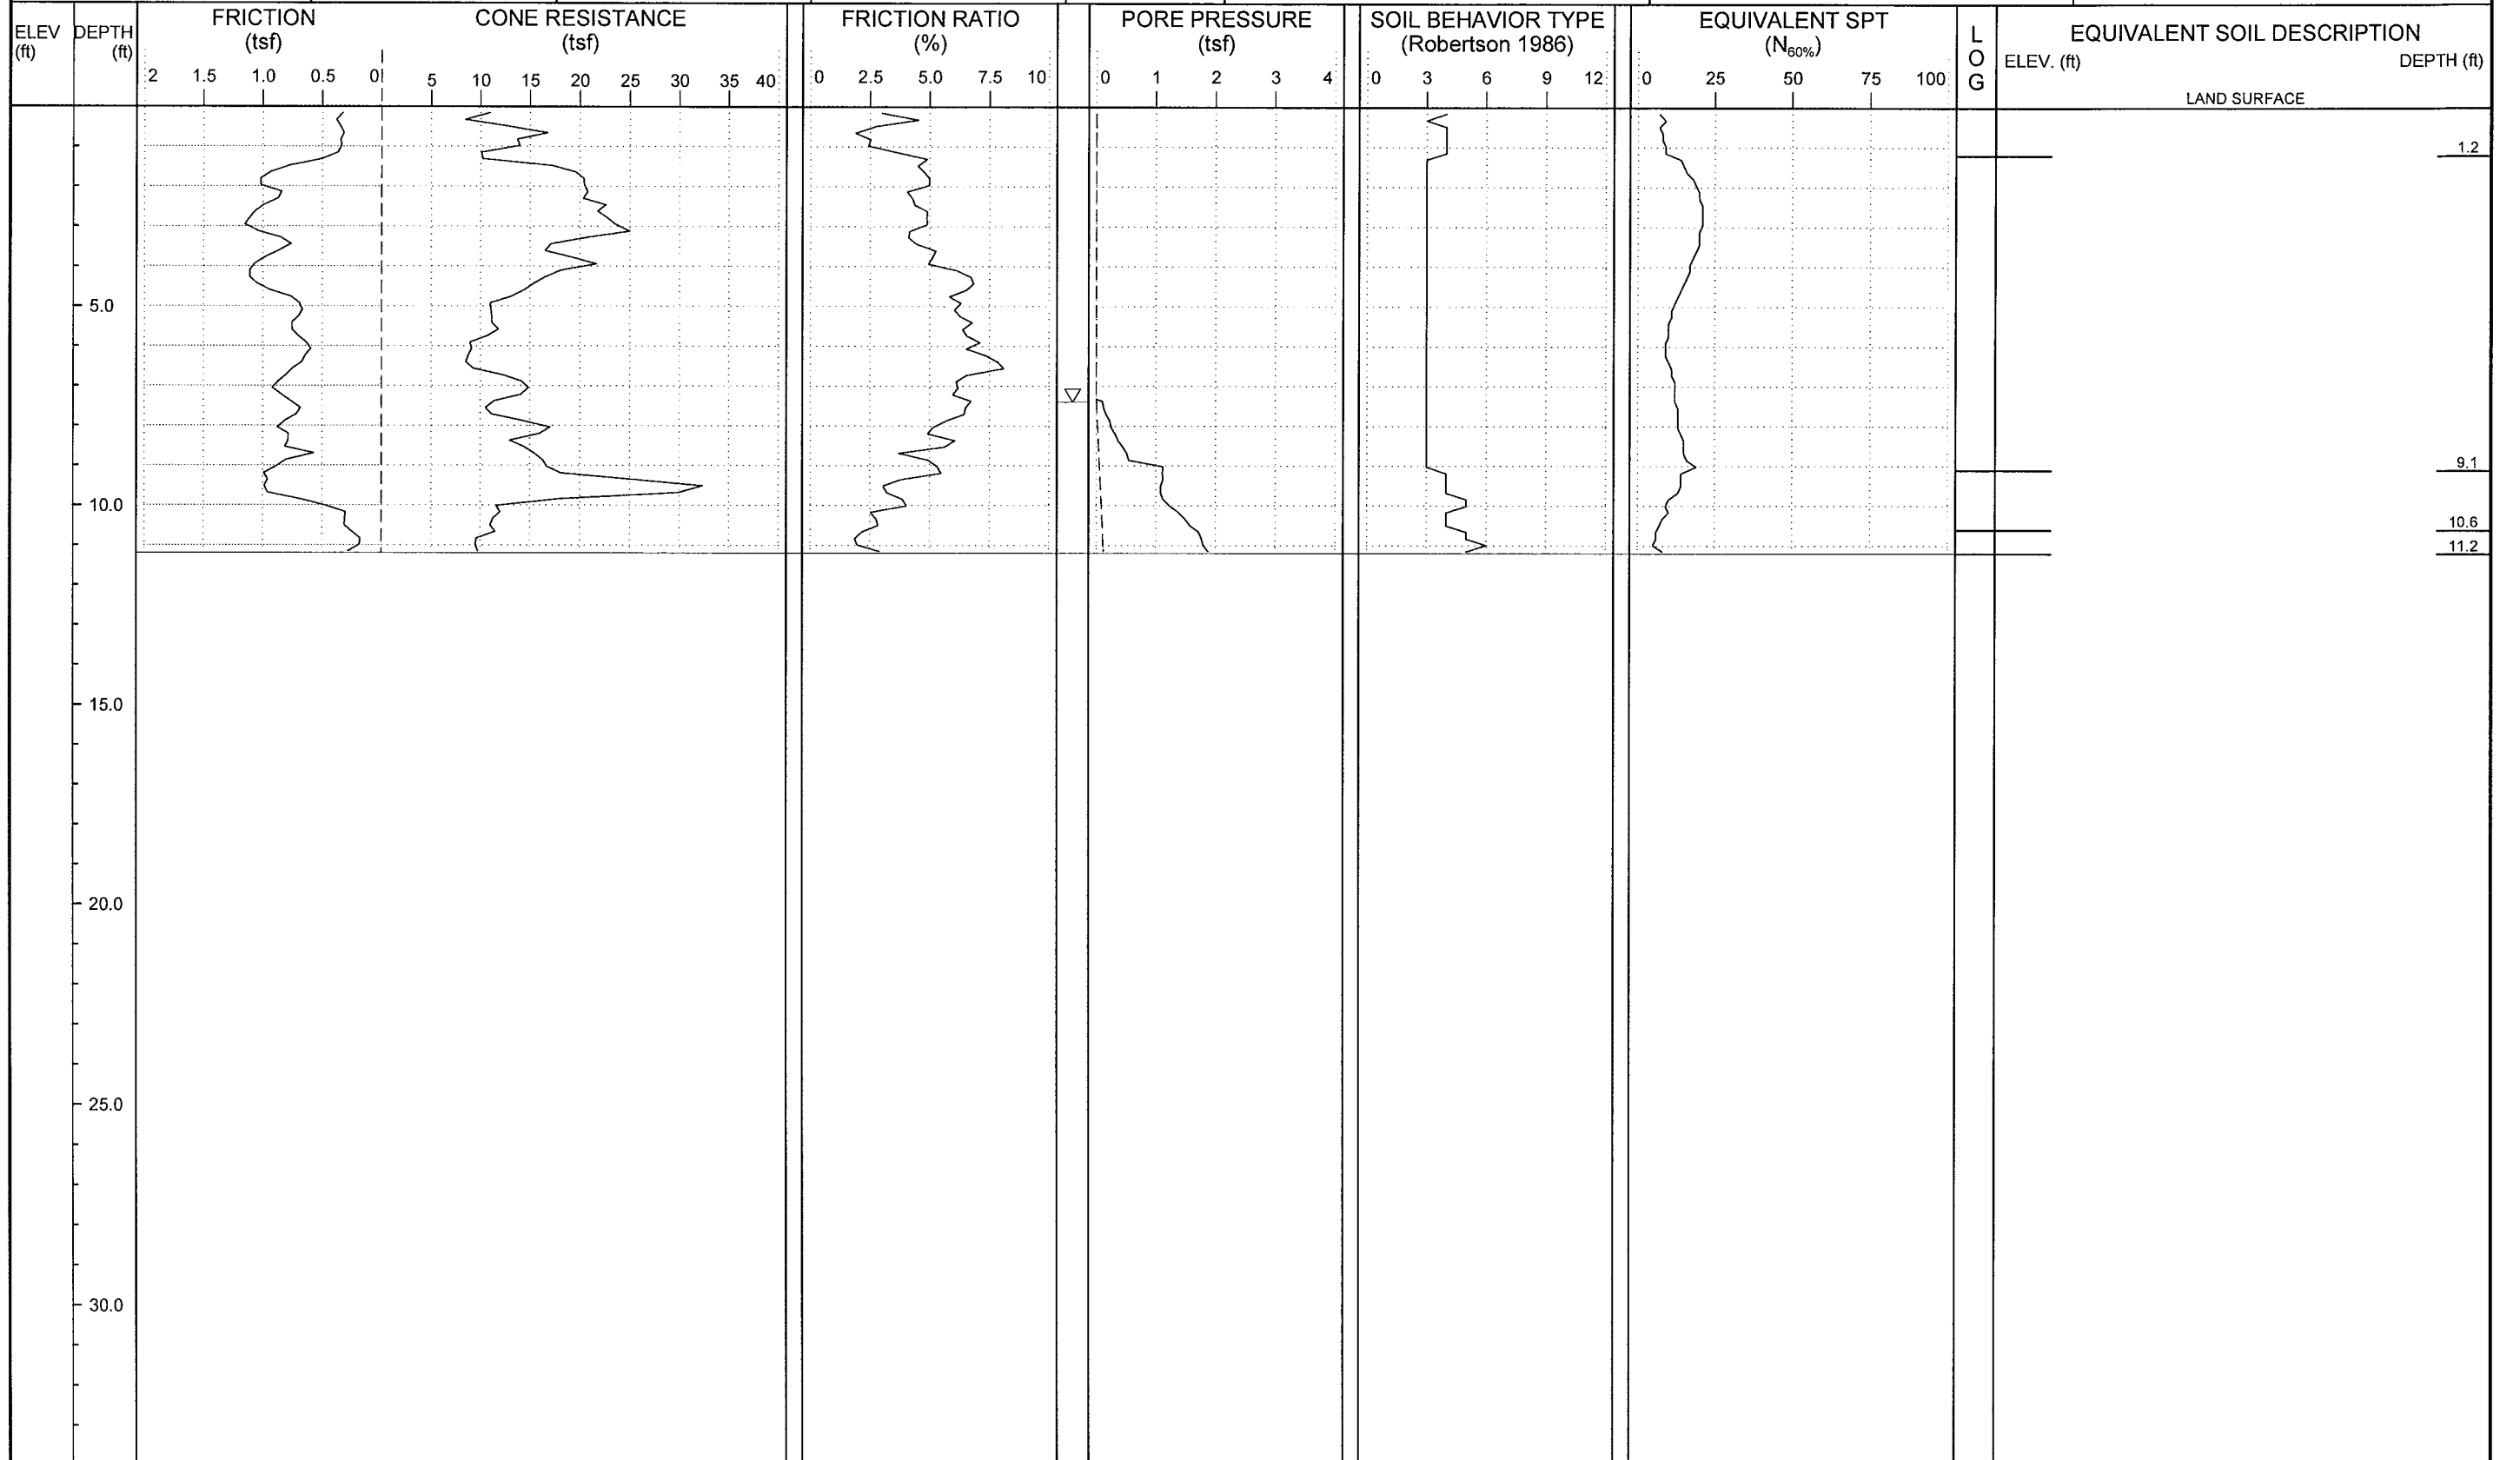 ELEV
(ft)
DEPTH
(ft)
FRICTION
(tsf)
2 1.5 1.0 0.5 0
CONE RESISTANCE
(tsf)
5 10 15 20 25 30 35 40
FRICTION RATIO
(%)
0 2.5 5.0 7.5 10
PORE PRESSURE
(tsf)
0 1 2 3 4
SOIL BEHAVIOR TYPE
(Robertson 1986)
0 3 6 9 12
EQUIVALENT SPT
(N60%)
0 25 50 75 100
L
O
G
EQUIVALENT SOIL DESCRIPTION
ELEV. (ft) DEPTH (ft)
LAND SURFACE
1.2
5.0
9.1
10.0
10.6
11.2
15.0
20.0
25.0
30.0